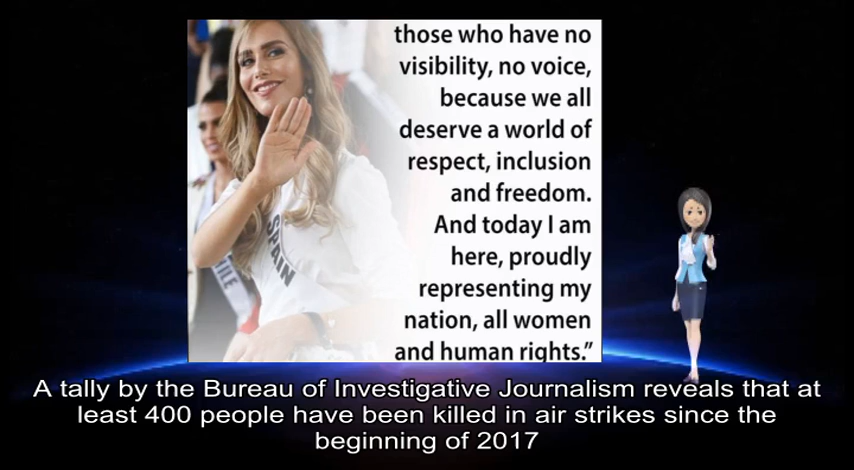 those who have no
visibility, no voice,
because we all
deserve a world of
respect, inclusion
and freedom.
And today I am
here, proudly
representing my
nation, all women
and human rights.”
SPAIN
A tally by the Bureau of Investigative Journalism reveals that at
least 400 people have been killed in air strikes since the
beginning of 2017